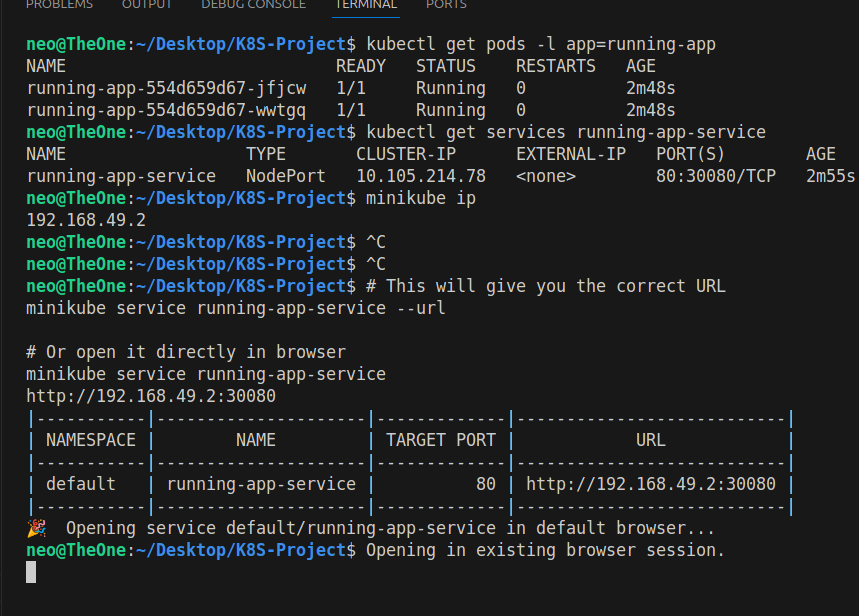 PROBLEMS OUTPUT DEBUG CONSOLE TERMINAL PORTS
neo@TheOne:~/Desktop/K8S-Project$ kubectl get pods -l app=running-app
NAME READY STATUS RESTARTS AGE
running-app-554d659d67-jfjcw 1/1 Running 0 2m48s
running-app-554d659d67-wwtgq 1/1 Running 0 2m48s
neo@TheOne:~/Desktop/K8S-Project$ kubectl get services running-app-service
NAME TYPE CLUSTER-IP EXTERNAL-IP PORT(S) AGE
running-app-service NodePort 10.105.214.78 <none> 80:30080/TCP 2m55s
neo@TheOne:~/Desktop/K8S-Project$ minikube ip
192.168.49.2
neo@TheOne:~/Desktop/K8S-Project$ ^C
neo@TheOne:~/Desktop/K8S-Project$ ^C
neo@TheOne:~/Desktop/K8S-Project$ # This will give you the correct URL
minikube service running-app-service --url
# Or open it directly in browser
minikube service running-app-service
http://192.168.49.2:30080
|-----------|---------------------|-------------|---------------------------|
| NAMESPACE | NAME | TARGET PORT | URL |
|-----------|---------------------|-------------|---------------------------|
| default | running-app-service | 80 | http://192.168.49.2:30080 |
|-----------|---------------------|-------------|---------------------------|
🎉 Opening service default/running-app-service in default browser...
neo@TheOne:~/Desktop/K8S-Project$ Opening in existing browser session.